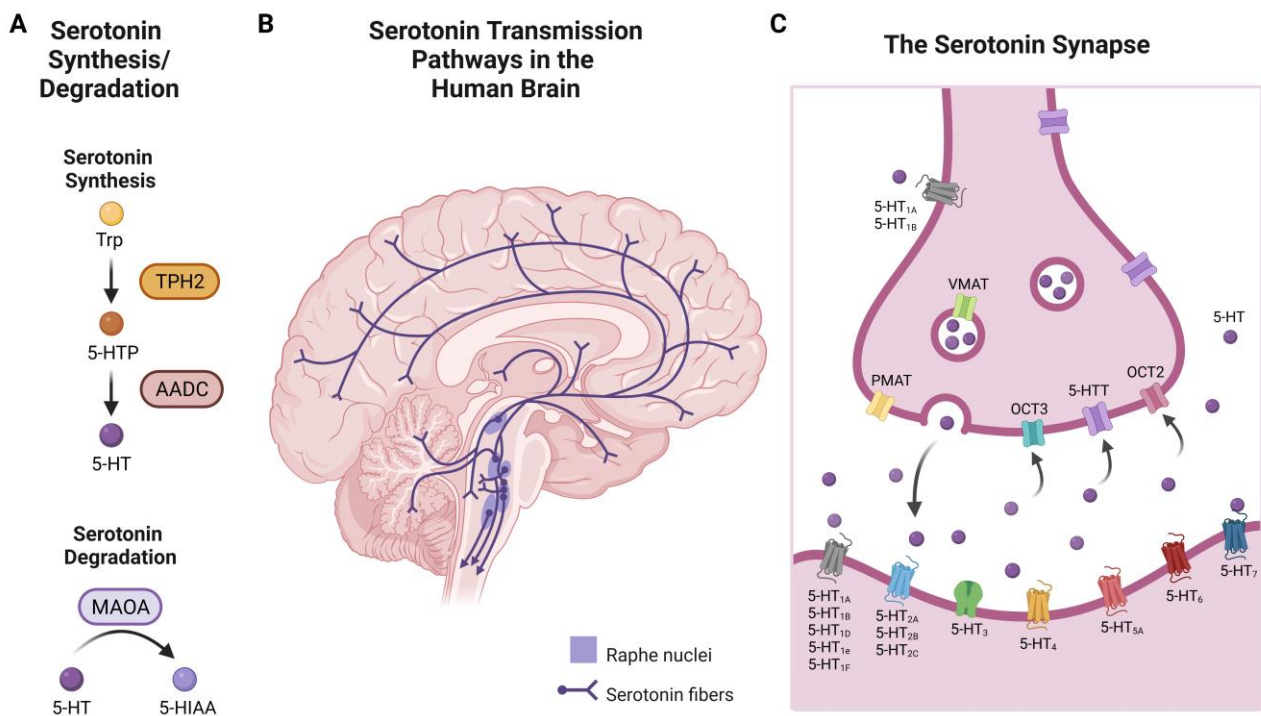 A
Serotonin
Synthesis/
Degradation
Serotonin
Synthesis
Trp
TPH2
5-HTP
AADC
5-HT
Serotonin
Degradation
MAOA
5-HT
5-HIAA
B
Serotonin Transmission
Pathways in the
Human Brain
Raphe nuclei
Serotonin fibers
C
The Serotonin Synapse
5-HT1A
5-HT1B
VMAT
5-HT
PMAT
OCT3
5-HTT
OCT2
5-HT1A
5-HT1B
5-HT1D
5-HT1e
5-HT1F
5-HT2A
5-HT2B
5-HT2C
5-HT3
5-HT4
5-HT5A
5-HT6
5-HT7